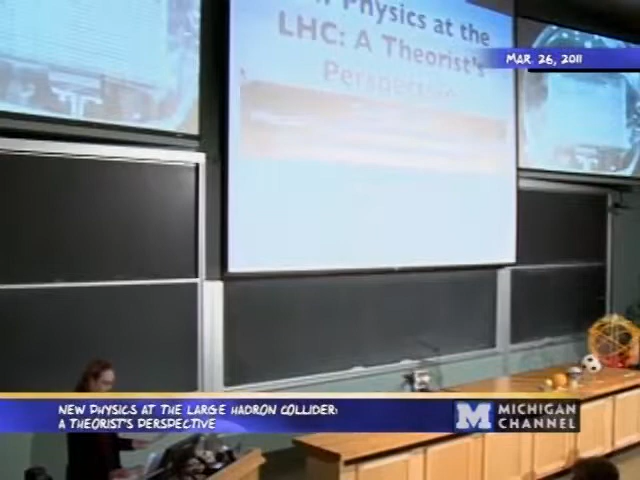 Physics at the
LHC: A Theorist's
Perspective
MAR. 26, 2011
NEW PHYSICS AT THE LARGE HADRON COLLIDER:
A THEORIST'S PERSPECTIVE
M MICHIGAN
CHANNEL